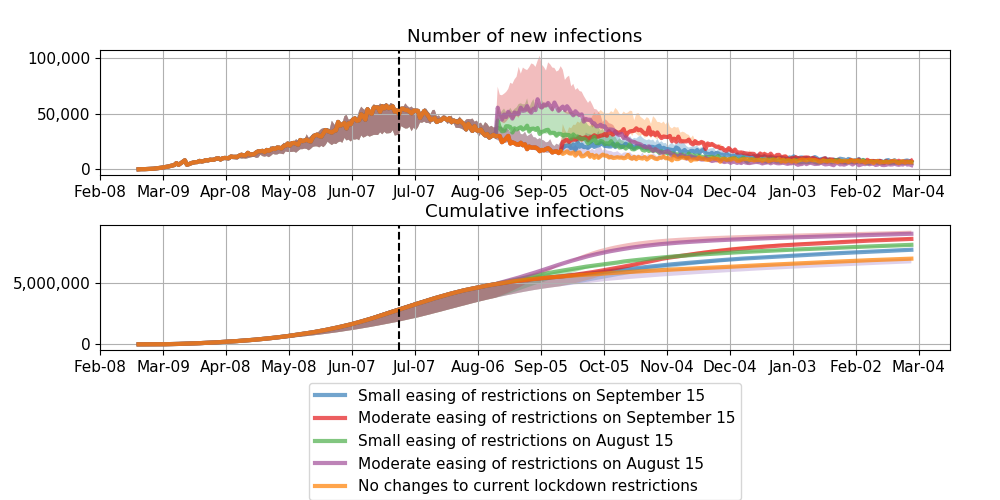 Number of new infections
100,000
50,000
0
Feb-08 Mar-09 Apr-08 May-08 Jun-07 Jul-07 Aug-06 Sep-05 Oct-05 Nov-04 Dec-04 Jan-03 Feb-02 Mar-04
Cumulative infections
5,000,000
0
Feb-08 Mar-09 Apr-08 May-08 Jun-07 Jul-07 Aug-06 Sep-05 Oct-05 Nov-04 Dec-04 Jan-03 Feb-02 Mar-04
Small easing of restrictions on September 15
Moderate easing of restrictions on September 15
Small easing of restrictions on August 15
Moderate easing of restrictions on August 15
No changes to current lockdown restrictions